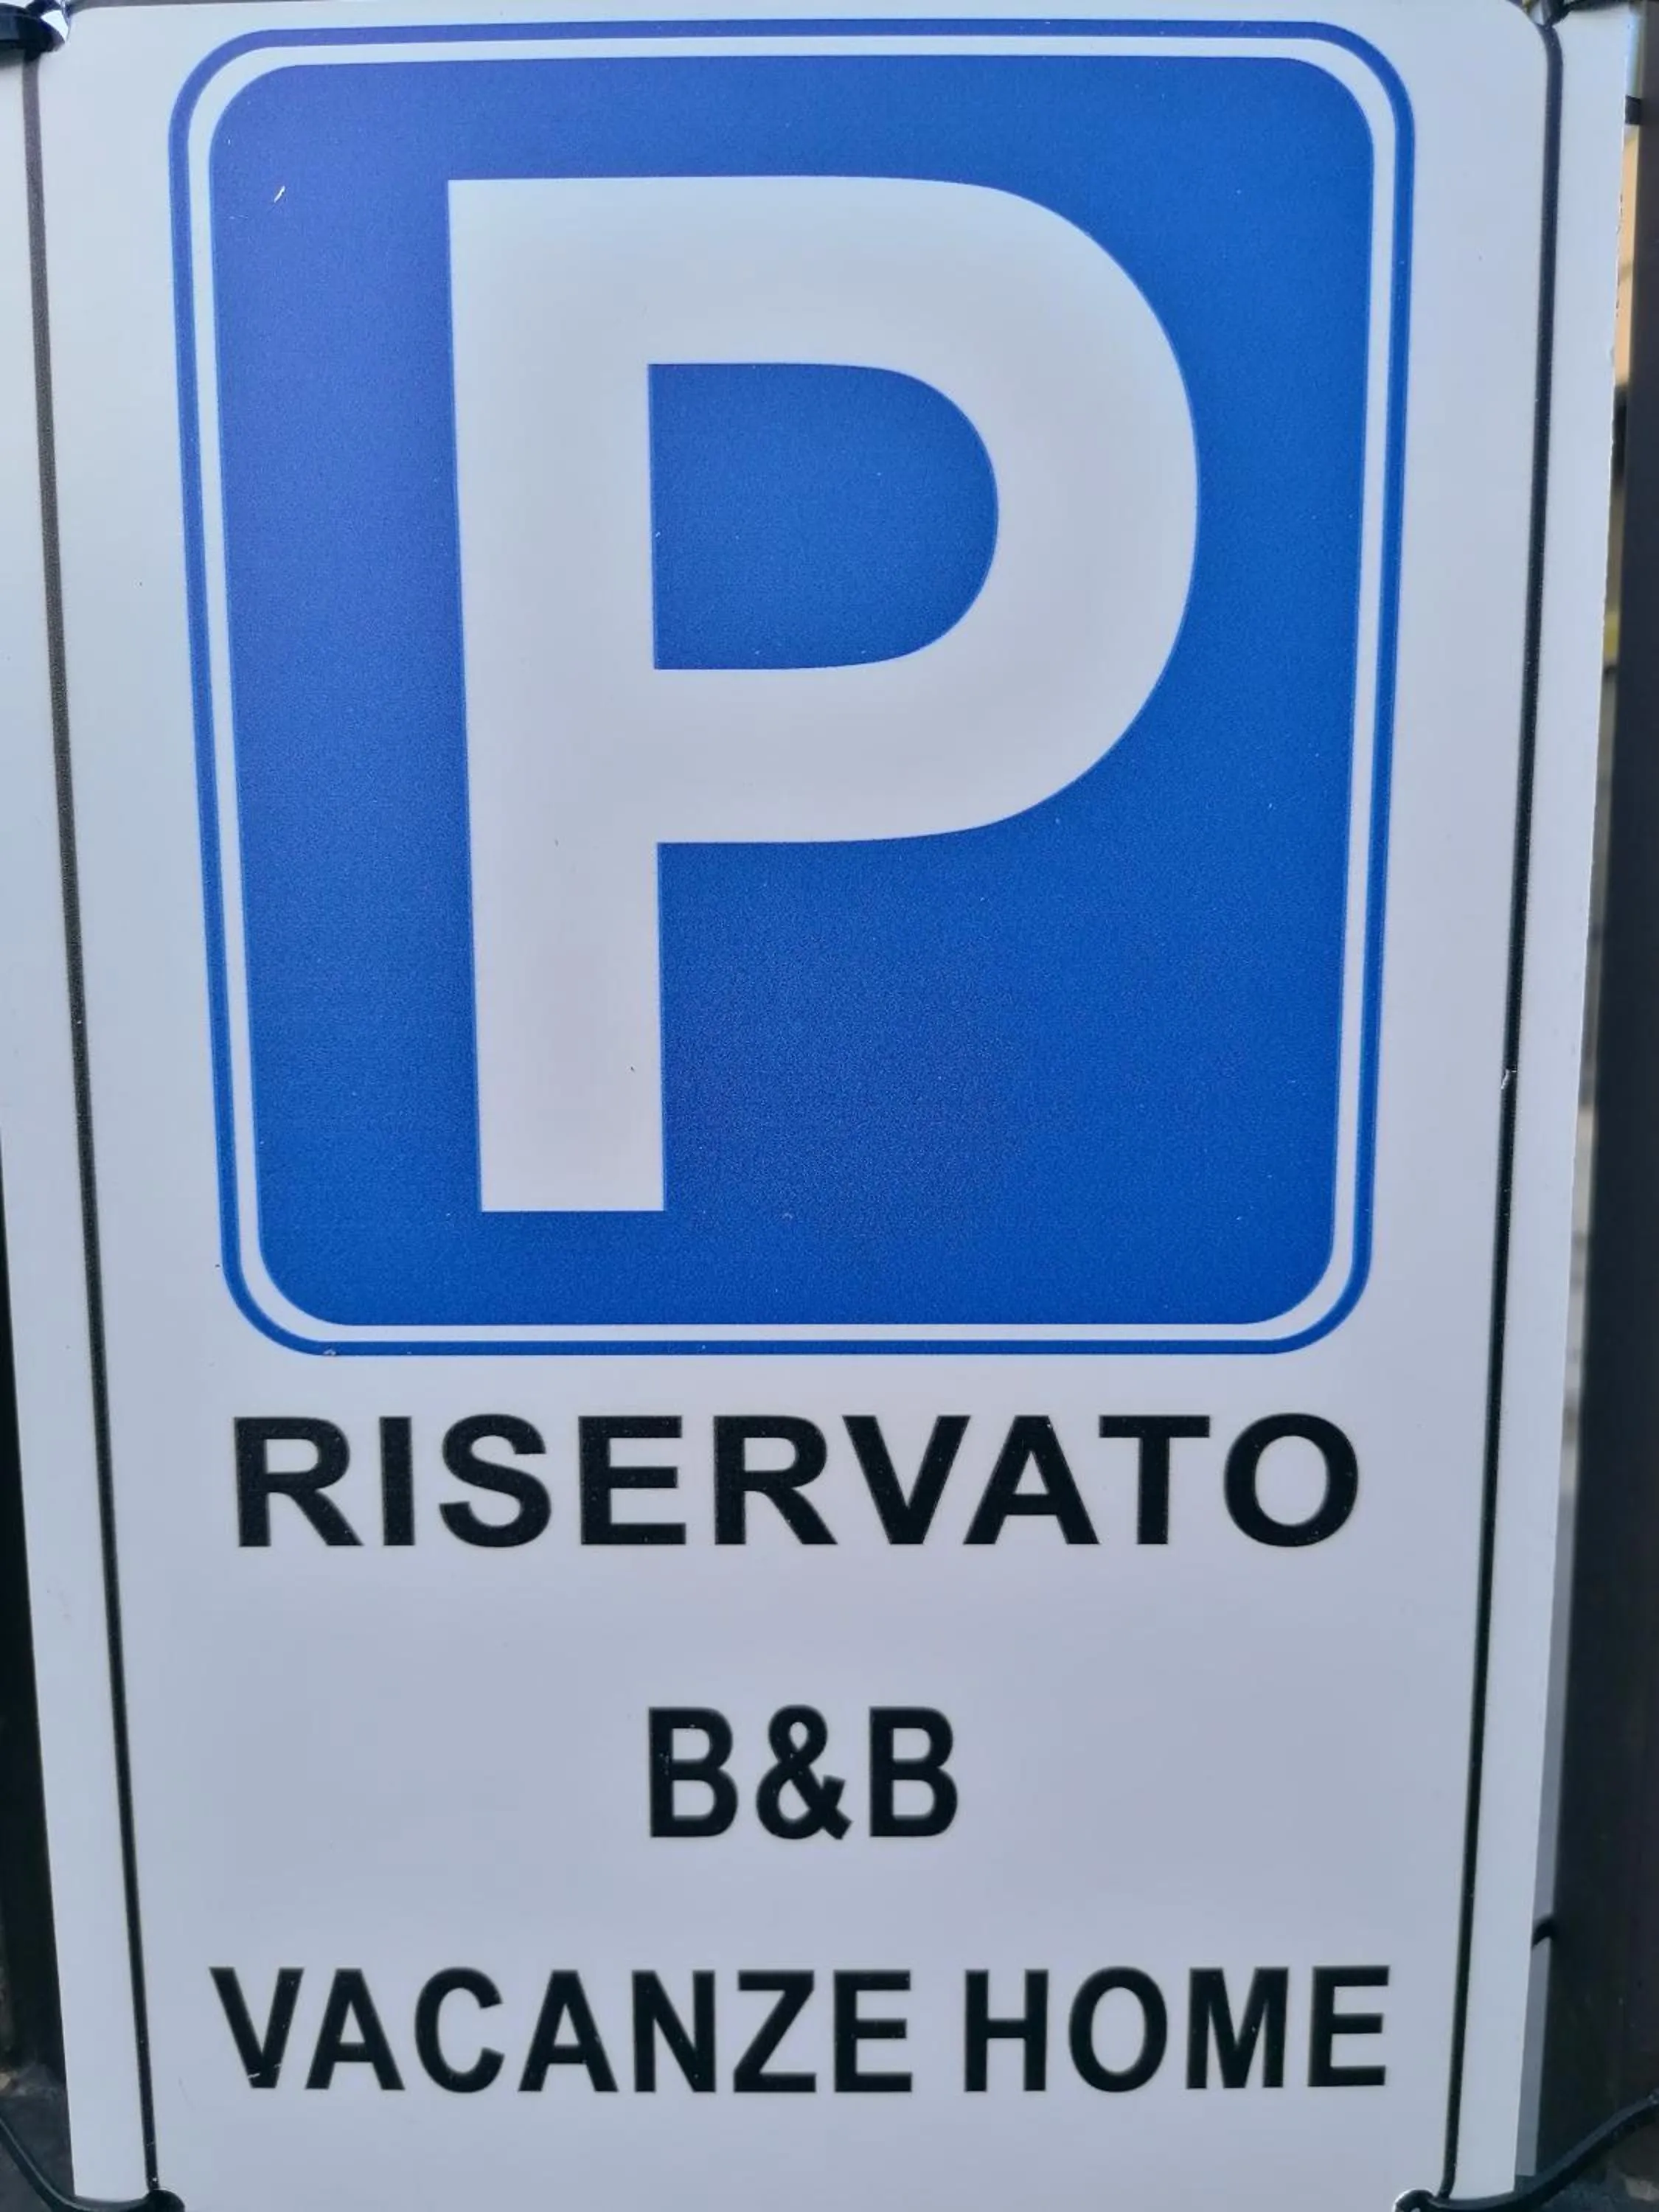 P
RISERVATO
B&B
VACANZE HOME